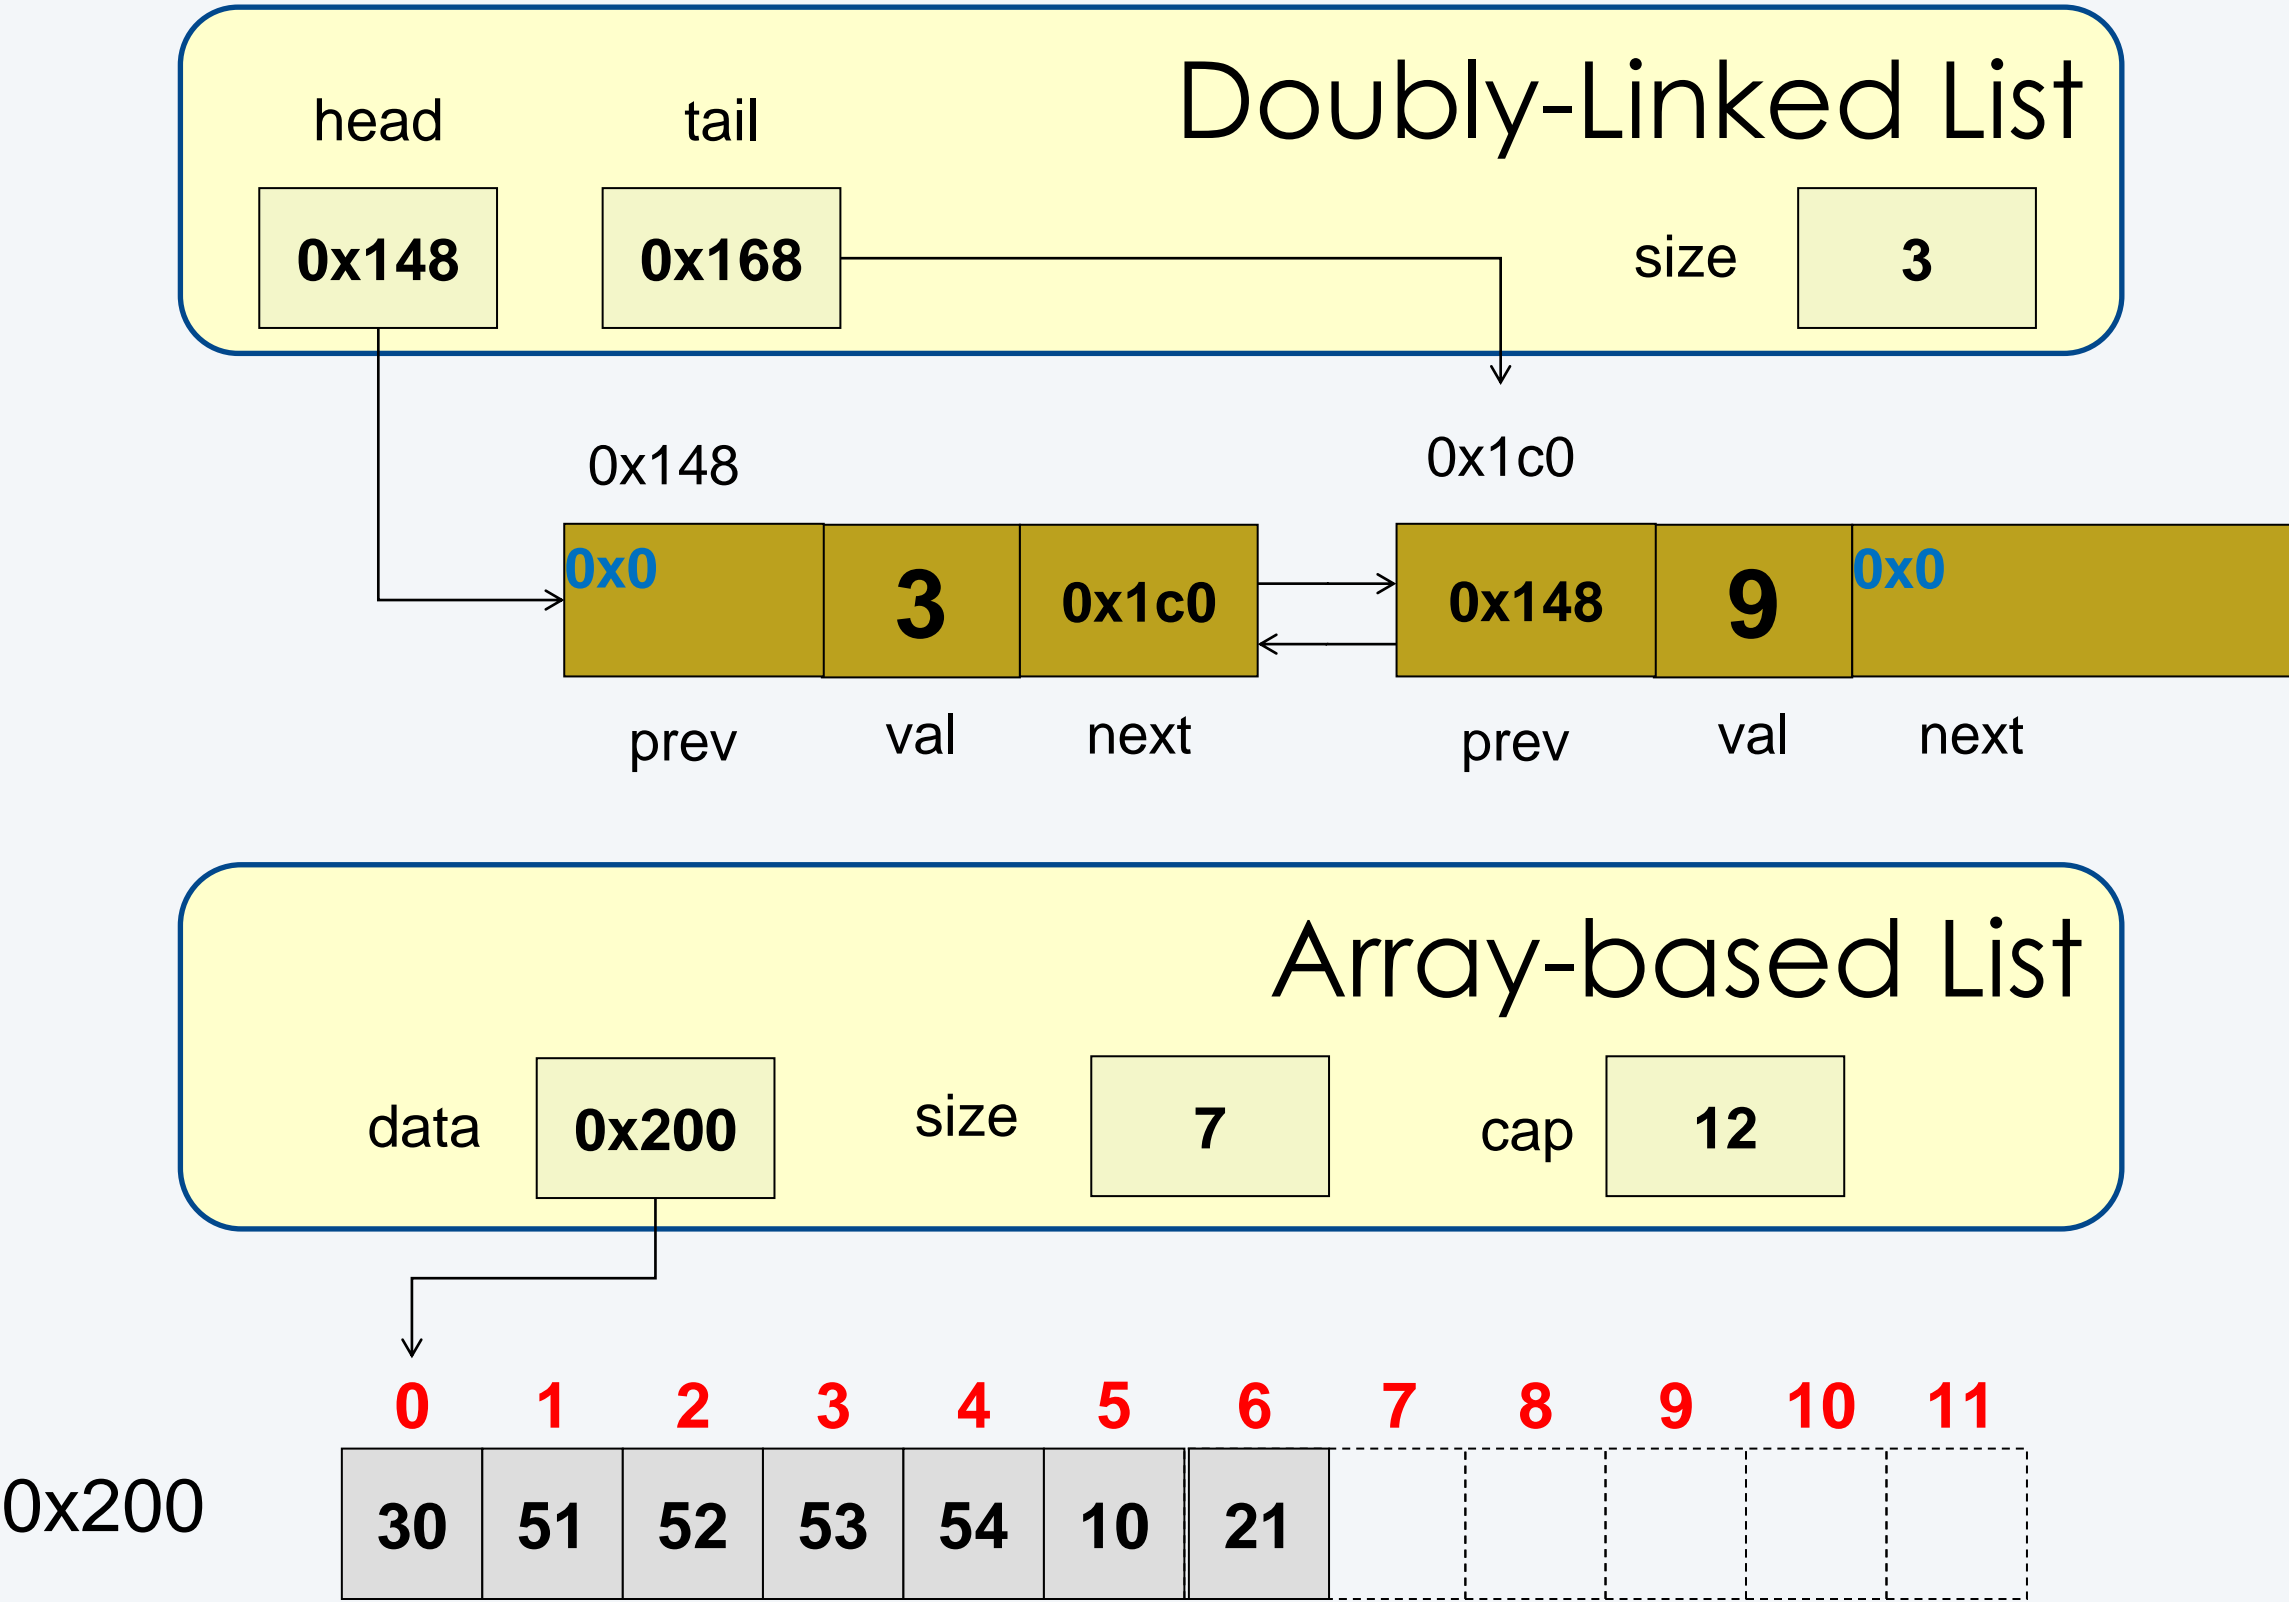 Doubly-Linked List
head tail
0x148 0x168 size 3
0x148 0x1c0
0x0 3 0x1c0 0x148 9 0x0
prev val next prev val next
Array-based List
data 0x200 size 7 cap 12
0 1 2 3 4 5 6 7 8 9 10 11
0x200 30 51 52 53 54 10 21